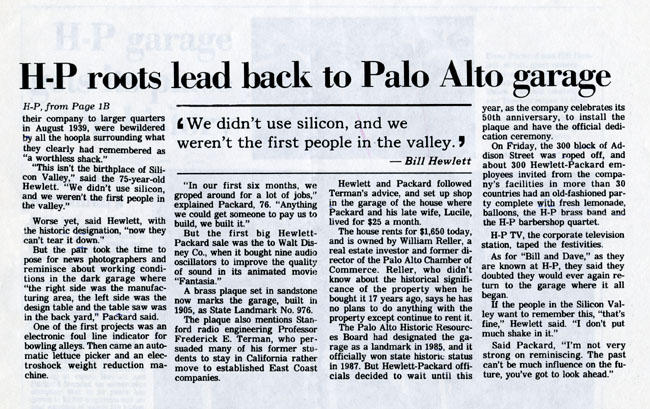 H-P roots lead back to Palo Alto garage
H-P, from Page 1B
their company to larger quarters
in August 1939, were bewildered
by all the hoopla surrounding what
they clearly had remembered as
"a worthless shack."
"This isn't the birthplace of Sili-
con Valley," said the 75-year-old
Hewlett. "We didn't use silicon,
and we weren't the first people in
the valley."
Worse yet, said Hewlett, with
the historic designation, "now they
can't tear it down."
But the pair took the time to
pose for news photographers and
reminisce about working condi-
tions in the dark garage where
"the right side was the manufac-
turing area, the left side was the
design table and the table saw was
in the back yard," Packard said.
One of the first projects was an
electronic foul line indicator for
bowling alleys. Then came an auto-
matic lettuce picker and an elec-
troshock weight reduction ma-
chine.
‘We didn't use silicon, and we
weren't the first people in the valley.’
— Bill Hewlett
"In our first six months, we
groped around for a lot of jobs,"
explained Packard, 76. "Anything
we could get someone to pay us to
build, we built it."
But the first big Hewlett-
Packard sale was the to Walt Dis-
ney Co., when it bought nine audio
oscillators to improve the quality
of sound in its animated movie
"Fantasia."
A brass plaque set in sandstone
now marks the garage, built in
1905, as State Landmark No. 976.
The plaque also mentions Stan-
ford radio engineering Professor
Frederick E. Terman, who per-
suaded many of his former stu-
dents to stay in California rather
move to established East Coast
companies.
Hewlett and Packard followed
Terman's advice, and set up shop
in the garage of the house where
Packard and his late wife, Lucile,
lived for $25 a month.
The house rents for $1,650 today,
and is owned by William Reller, a
real estate investor and former di-
rector of the Palo Alto Chamber of
Commerce. Reller, who didn't
know about the historical signifi-
cance of the property when he
bought it 17 years ago, says he has
no plans to do anything with the
property except continue to rent it.
The Palo Alto Historic Resourc-
es Board had designated the ga-
rage as a landmark in 1985, and it
officially won state historic status
in 1987. But Hewlett-Packard offi-
cials decided to wait until this
year, as the company celebrates its
50th anniversary, to install the
plaque and have the official dedi-
cation ceremony.
On Friday, the 300 block of Ad-
dison Street was roped off, and
about 300 Hewlett-Packard em-
ployees invited from the compa-
ny's facilities in more than 30
countries had an old-fashioned par-
ty complete with fresh lemonade,
balloons, the H-P brass band and
the H-P barbershop quartet.
H-P TV, the corporate television
station, taped the festivities.
As for "Bill and Dave," as they
are known at H-P, they said they
doubted they would ever again re-
turn to the garage where it all
began.
If the people in the Silicon Val-
ley want to remember this, "that's
fine," Hewlett said. "I don't put
much shake in it."
Said Packard, "I'm not very
strong on reminiscing. The past
can't be much influence on the fu-
ture, you've got to look ahead."